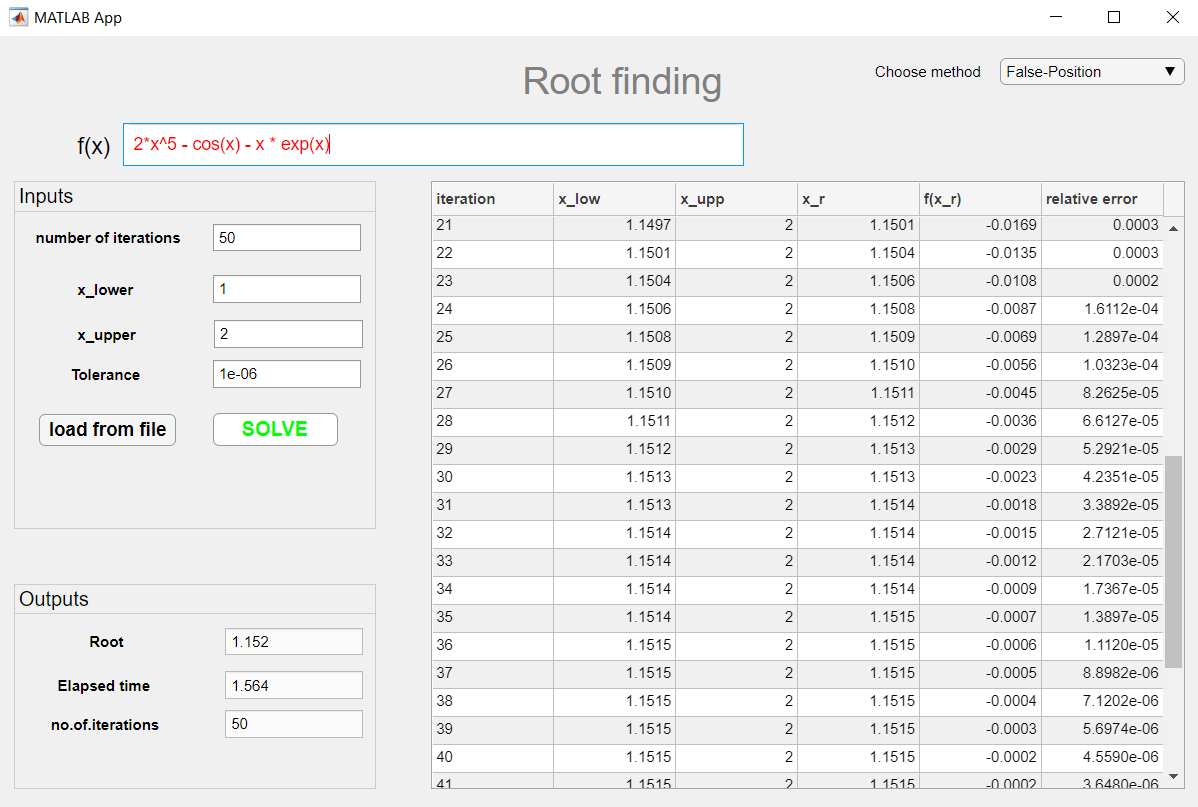 MATLAB App
Root finding
Choose method False-Position
f(x) 2*x^5 - cos(x) - x * exp(x)
Inputs
number of iterations 50
x_lower 1
x_upper 2
Tolerance 1e-06
load from file SOLVE
Outputs
Root 1.152
Elapsed time 1.564
no.of.iterations 50
iteration x_low x_upp x_r f(x_r) relative error
21 1.1497 2 1.1501 -0.0169 0.0003
22 1.1501 2 1.1504 -0.0135 0.0003
23 1.1504 2 1.1506 -0.0108 0.0002
24 1.1506 2 1.1508 -0.0087 1.6112e-04
25 1.1508 2 1.1509 -0.0069 1.2897e-04
26 1.1509 2 1.1510 -0.0056 1.0323e-04
27 1.1510 2 1.1511 -0.0045 8.2625e-05
28 1.1511 2 1.1512 -0.0036 6.6127e-05
29 1.1512 2 1.1513 -0.0029 5.2921e-05
30 1.1513 2 1.1513 -0.0023 4.2351e-05
31 1.1513 2 1.1514 -0.0018 3.3892e-05
32 1.1514 2 1.1514 -0.0015 2.7121e-05
33 1.1514 2 1.1514 -0.0012 2.1703e-05
34 1.1514 2 1.1514 -0.0009 1.7367e-05
35 1.1514 2 1.1515 -0.0007 1.3897e-05
36 1.1515 2 1.1515 -0.0006 1.1120e-05
37 1.1515 2 1.1515 -0.0005 8.8982e-06
38 1.1515 2 1.1515 -0.0004 7.1202e-06
39 1.1515 2 1.1515 -0.0003 5.6974e-06
40 1.1515 2 1.1515 -0.0002 4.5590e-06
41 1.1515 2 1.1515 -0.0002 3.6480e-06